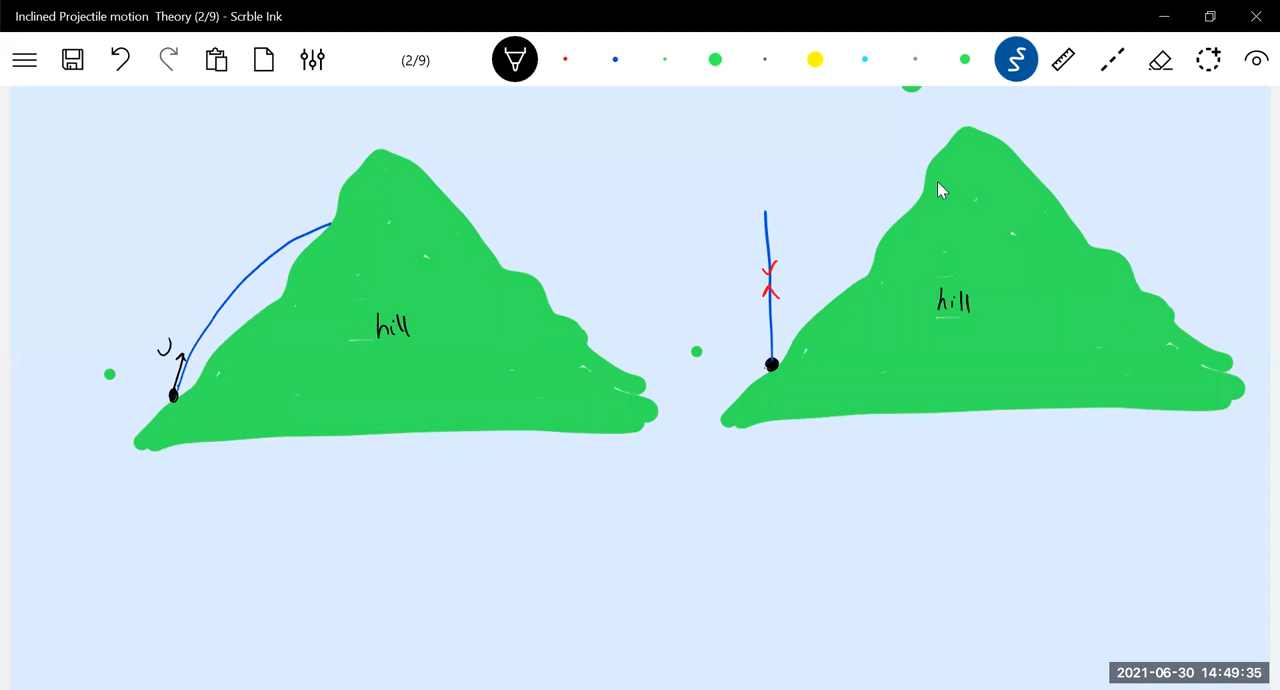 Inclined Projectile motion Theory (2/9) - Scrble Ink
(2/9)
hill
hill
U
2021-06-30 14:49:35